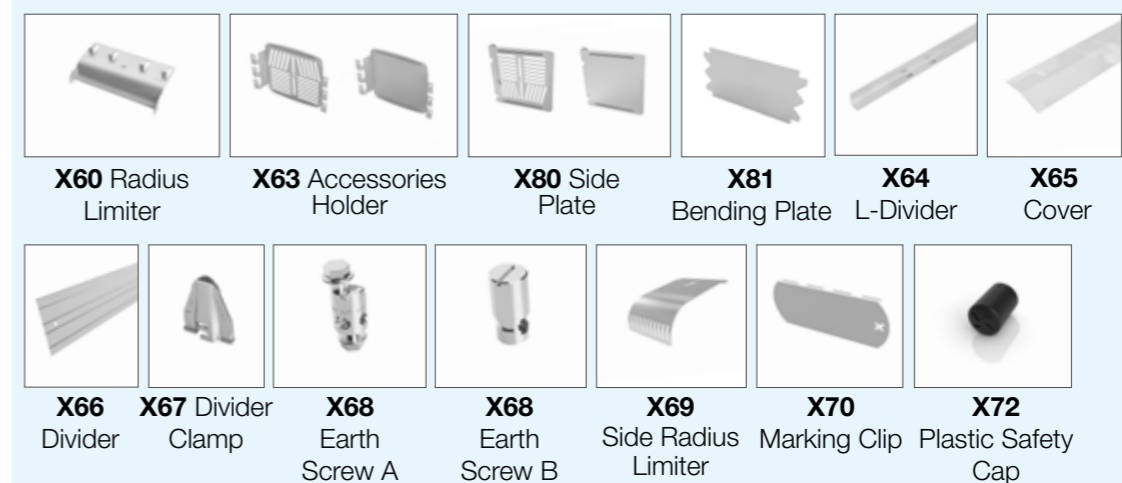 X60 Radius
Limiter
X63 Accessories
Holder
X80 Side
Plate
X81
Bending Plate
X64
L-Divider
X65
Cover
X66
Divider
X67 Divider
Clamp
X68
Earth
Screw A
X68
Earth
Screw B
X69
Side Radius
Limiter
X70
Marking Clip
X72
Plastic Safety
Cap